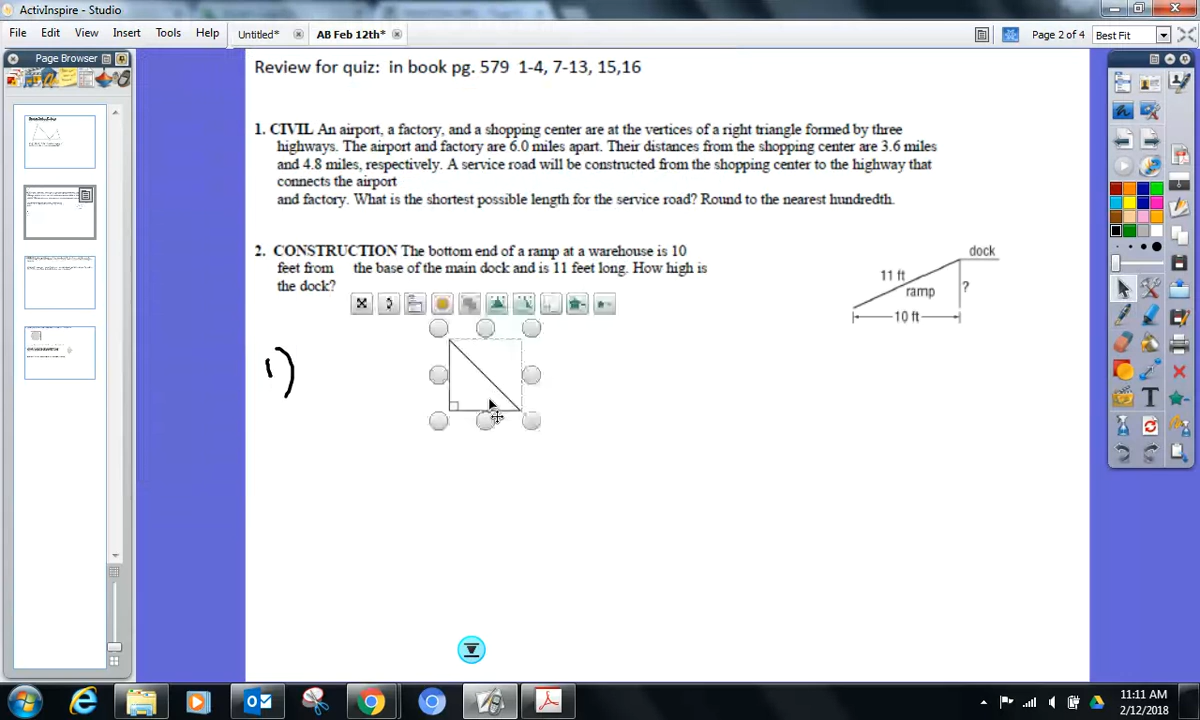 ActivInspire - Studio
File Edit View Insert Tools Help
Untitled* AB Feb 12th*
Page 2 of 4 Best Fit
Page Browser
Review for quiz: in book pg. 579 1-4, 7-13, 15,16
1. CIVIL An airport, a factory, and a shopping center are at the vertices of a right triangle formed by three
highways. The airport and factory are 6.0 miles apart. Their distances from the shopping center are 3.6 miles
and 4.8 miles, respectively. A service road will be constructed from the shopping center to the highway that
connects the airport
and factory. What is the shortest possible length for the service road? Round to the nearest hundredth.
2. CONSTRUCTION The bottom end of a ramp at a warehouse is 10
feet from the base of the main dock and is 11 feet long. How high is
the dock?
dock
11 ft
ramp
?
10 ft
1)
11:11 AM
2/12/2018